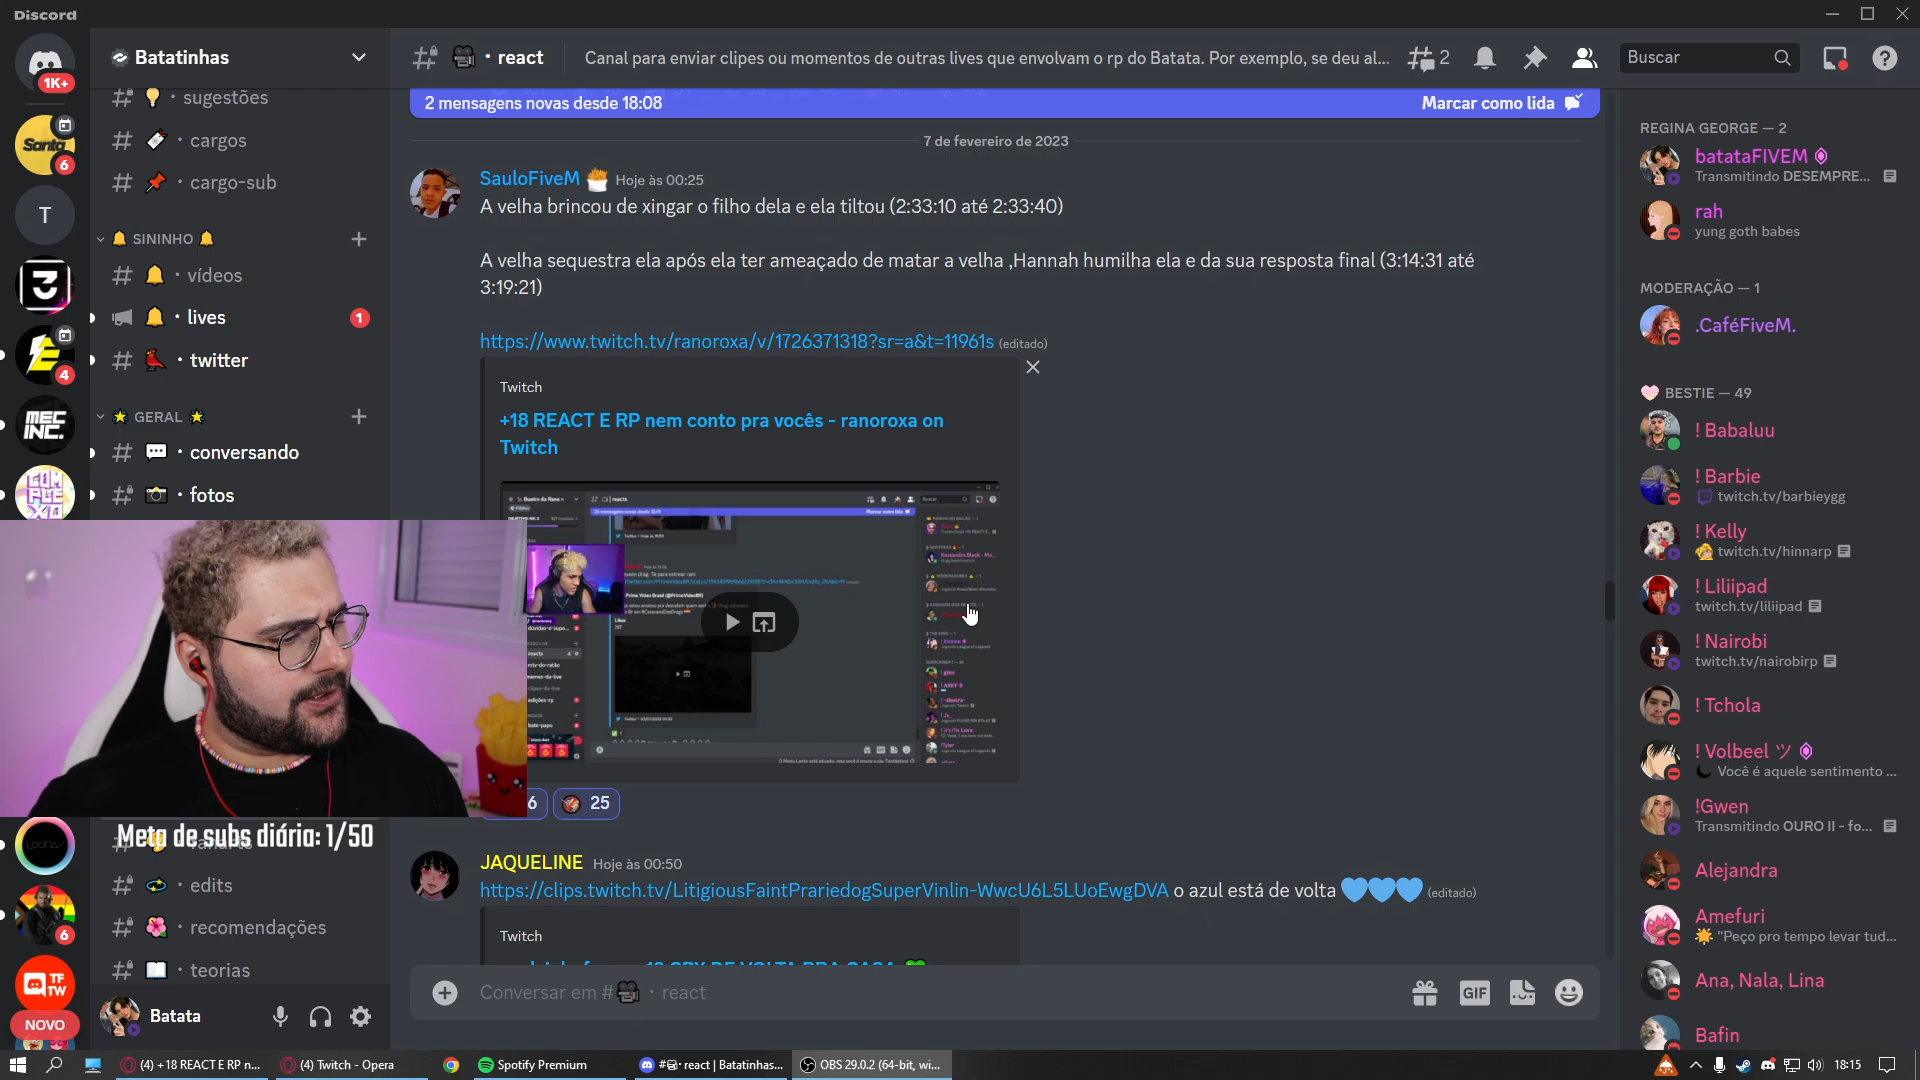 Discord
1K+
Santa
6
T
4
MEC INC.
6
TF TW
NOVO
Batatinhas
sugestões
cargos
cargo-sub
SININHO
vídeos
lives
1
twitter
GERAL
conversando
fotos
Meta de subs diária: 1/50
edits
recomendações
teorias
Batata
react
Canal para enviar clipes ou momentos de outras lives que envolvam o rp do Batata. Por exemplo, se deu al...
2
Buscar
2 mensagens novas desde 18:08
Marcar como lida
7 de fevereiro de 2023
SauloFiveM Hoje às 00:25
A velha brincou de xingar o filho dela e ela tiltou (2:33:10 até 2:33:40)
A velha sequestra ela após ela ter ameaçado de matar a velha ,Hannah humilha ela e da sua resposta final (3:14:31 até
3:19:21)
https://www.twitch.tv/ranoroxa/v/1726371318?sr=a&t=11961s (editado)
Twitch
+18 REACT E RP nem conto pra vocês - ranoroxa on
Twitch
6
25
JAQUELINE Hoje às 00:50
https://clips.twitch.tv/LitigiousFaintPrariedogSuperVinlin-WwcU6L5LUoEwgDVA o azul está de volta 💙💙💙 (editado)
Twitch
Conversar em # · react
GIF
REGINA GEORGE — 2
batataFIVEM
Transmitindo DESEMPRE...
rah
yung goth babes
MODERAÇÃO — 1
.CaféFiveM.
BESTIE — 49
! Babaluu
! Barbie
twitch.tv/barbieygg
! Kelly
twitch.tv/hinnarp
! Liliipad
twitch.tv/liliipad
! Nairobi
twitch.tv/nairobirp
! Tchola
! Volbeel ツ
Você é aquele sentimento ...
!Gwen
Transmitindo OURO II - fo...
Alejandra
Amefuri
"Peço pro tempo levar tud...
Ana, Nala, Lina
Bafin
(4) +18 REACT E RP n...
(4) Twitch - Opera
Spotify Premium
# · react | Batatinhas...
OBS 29.0.2 (64-bit, wi...
18:15